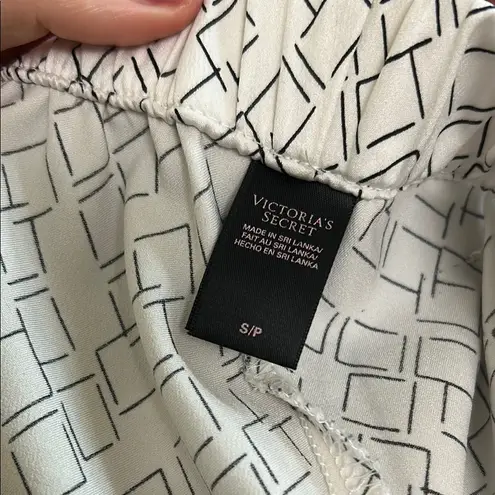 VICTORIA'S
SECRET
MADE IN SRI LANKA/
FAIT AU SRI LANKA/
HECHO EN SRI LANKA
S/P